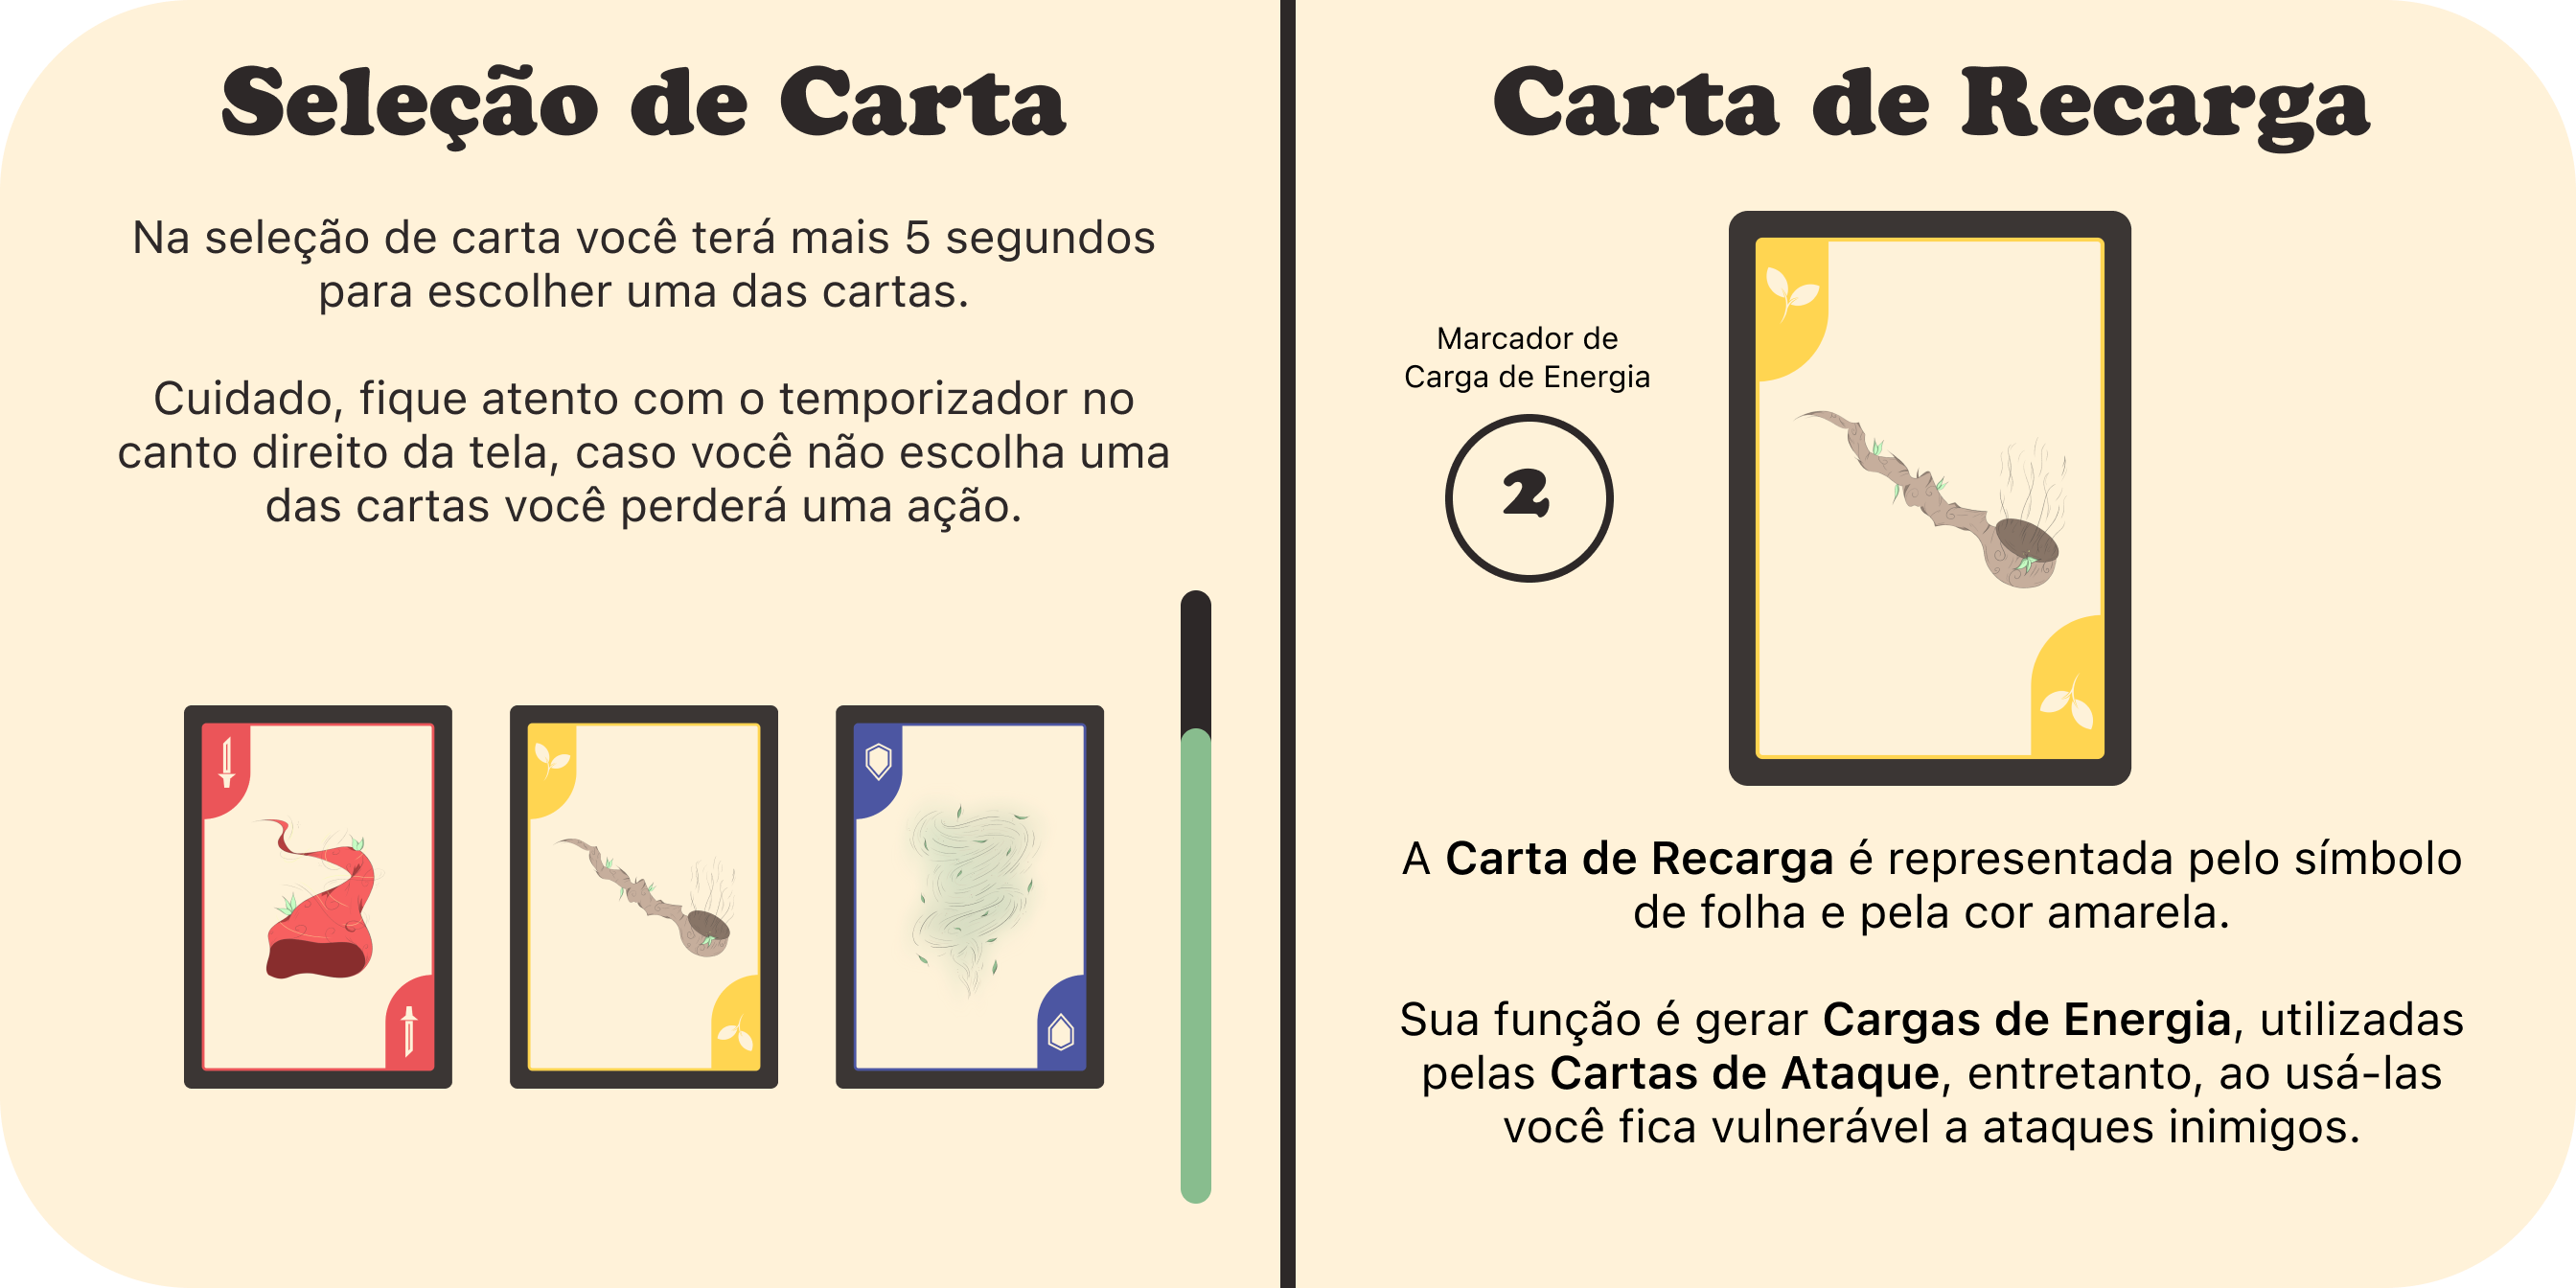 Seleção de Carta
Na seleção de carta você terá mais 5 segundos
para escolher uma das cartas.
Cuidado, fique atento com o temporizador no
canto direito da tela, caso você não escolha uma
das cartas você perderá uma ação.
Carta de Recarga
Marcador de
Carga de Energia
2
A Carta de Recarga é representada pelo símbolo
de folha e pela cor amarela.
Sua função é gerar Cargas de Energia, utilizadas
pelas Cartas de Ataque, entretanto, ao usá-las
você fica vulnerável a ataques inimigos.